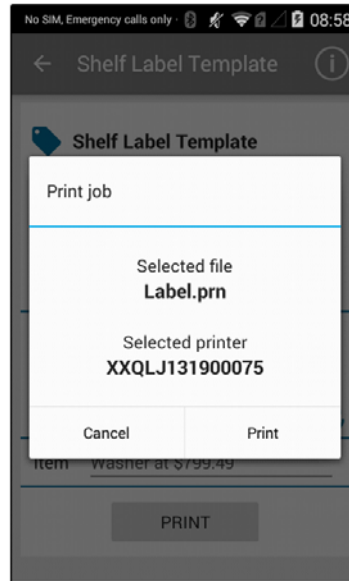 No SIM, Emergency calls only · 08:58
Shelf Label Template
Shelf Label Template
Print job
Selected file
Label.prn
Selected printer
XXQLJ131900075
Cancel Print
Item Washer at $799.49
PRINT